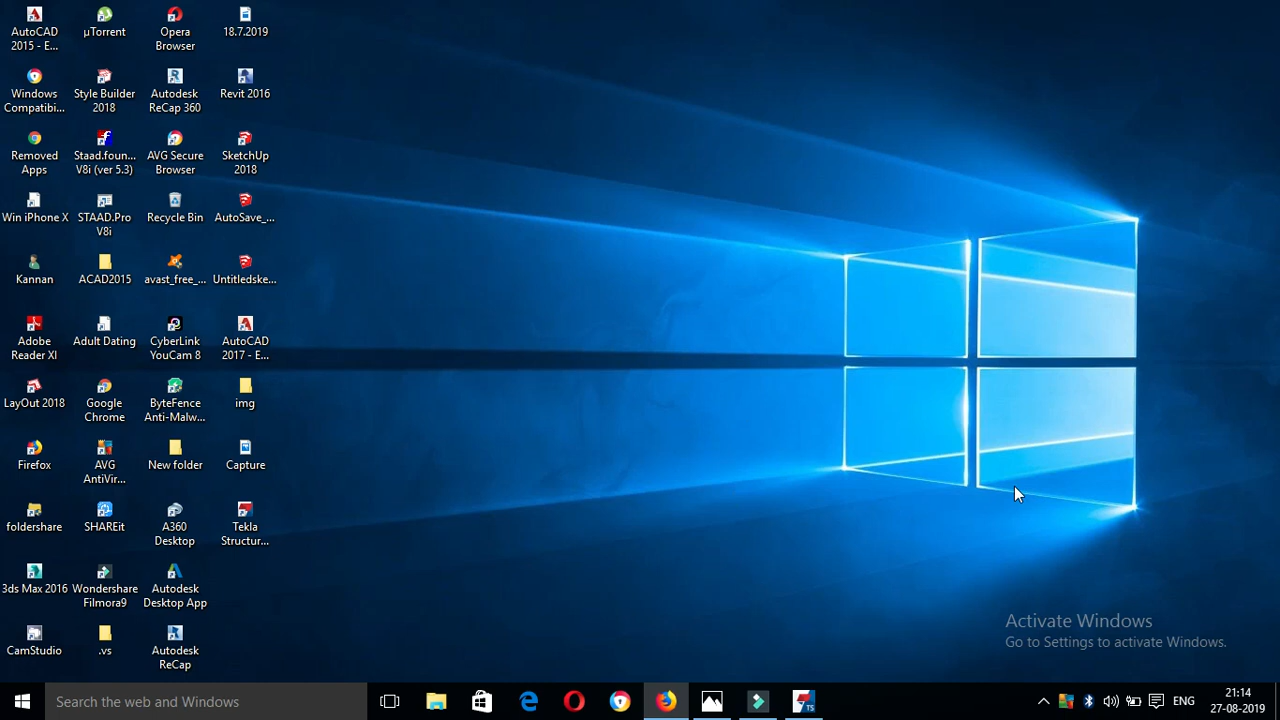 AutoCAD
2015 - E...
µTorrent
Opera
Browser
18.7.2019
Windows
Compatibi...
Style Builder
2018
Autodesk
ReCap 360
Revit 2016
Removed
Apps
Staad.foun...
V8i (ver 5.3)
AVG Secure
Browser
SketchUp
2018
Win iPhone X
STAAD.Pro
V8i
Recycle Bin
AutoSave_...
Kannan
ACAD2015
avast_free_...
Untitledske...
Adobe
Reader XI
Adult Dating
CyberLink
YouCam 8
AutoCAD
2017 - E...
LayOut 2018
Google
Chrome
ByteFence
Anti-Malw...
img
Firefox
AVG
AntiVir...
New folder
Capture
foldershare
SHAREit
A360
Desktop
Tekla
Structur...
3ds Max 2016
Wondershare
Filmora9
Autodesk
Desktop App
CamStudio
.vs
Autodesk
ReCap
Activate Windows
Go to Settings to activate Windows.
Search the web and Windows
TS
ENG
21:14
27-08-2019